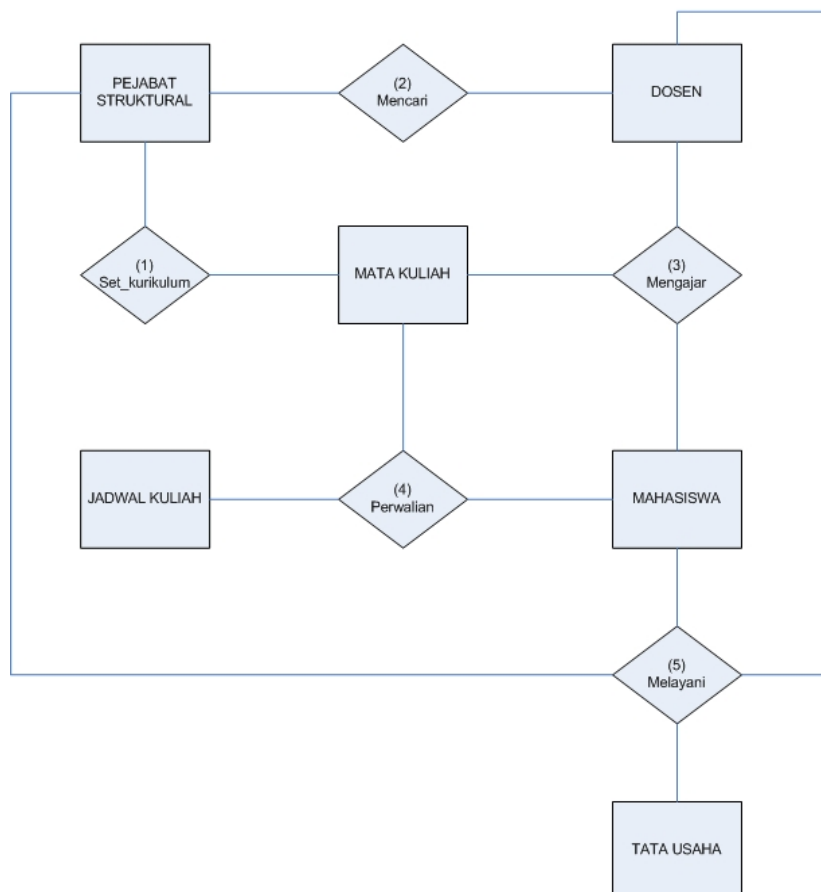 PEJABAT
STRUKTURAL
(2)
Mencari
DOSEN
(1)
Set_kurikulum
MATA KULIAH
(3)
Mengajar
JADWAL KULIAH
(4)
Perwalian
MAHASISWA
(5)
Melayani
TATA USAHA